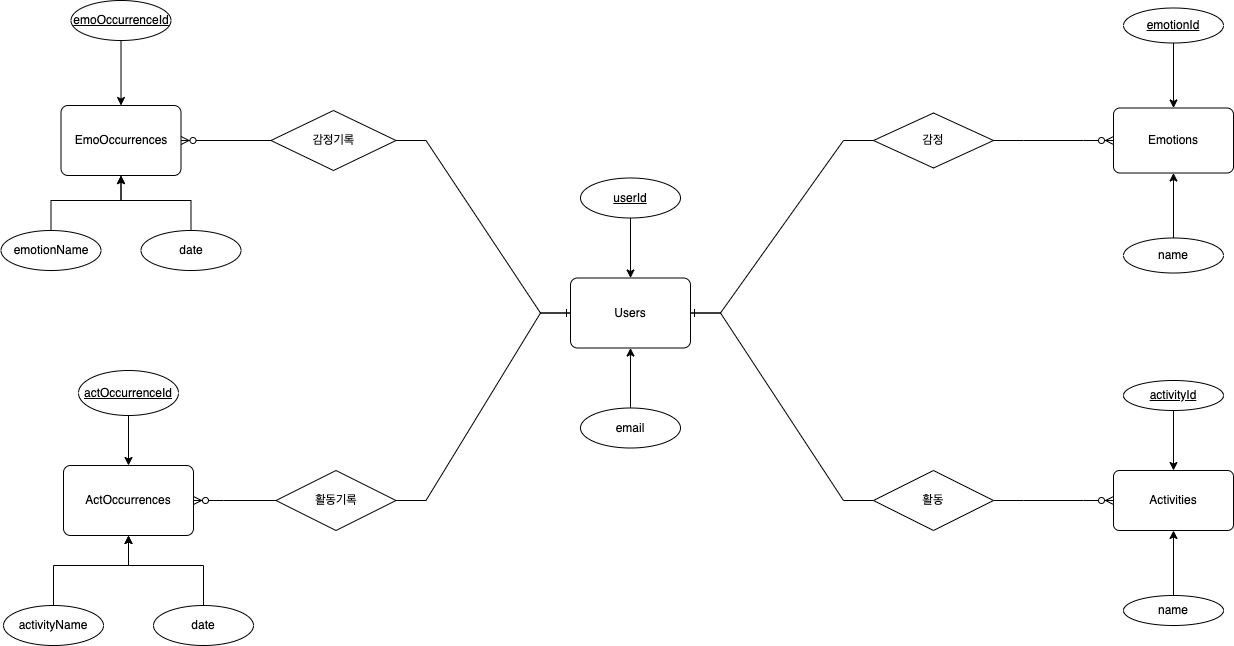 emoOccurrenceId
emotionId
EmoOccurrences
감정기록
감정
Emotions
userId
emotionName
date
name
Users
actOccurrenceId
activityId
email
ActOccurrences
활동기록
활동
Activities
activityName
date
name